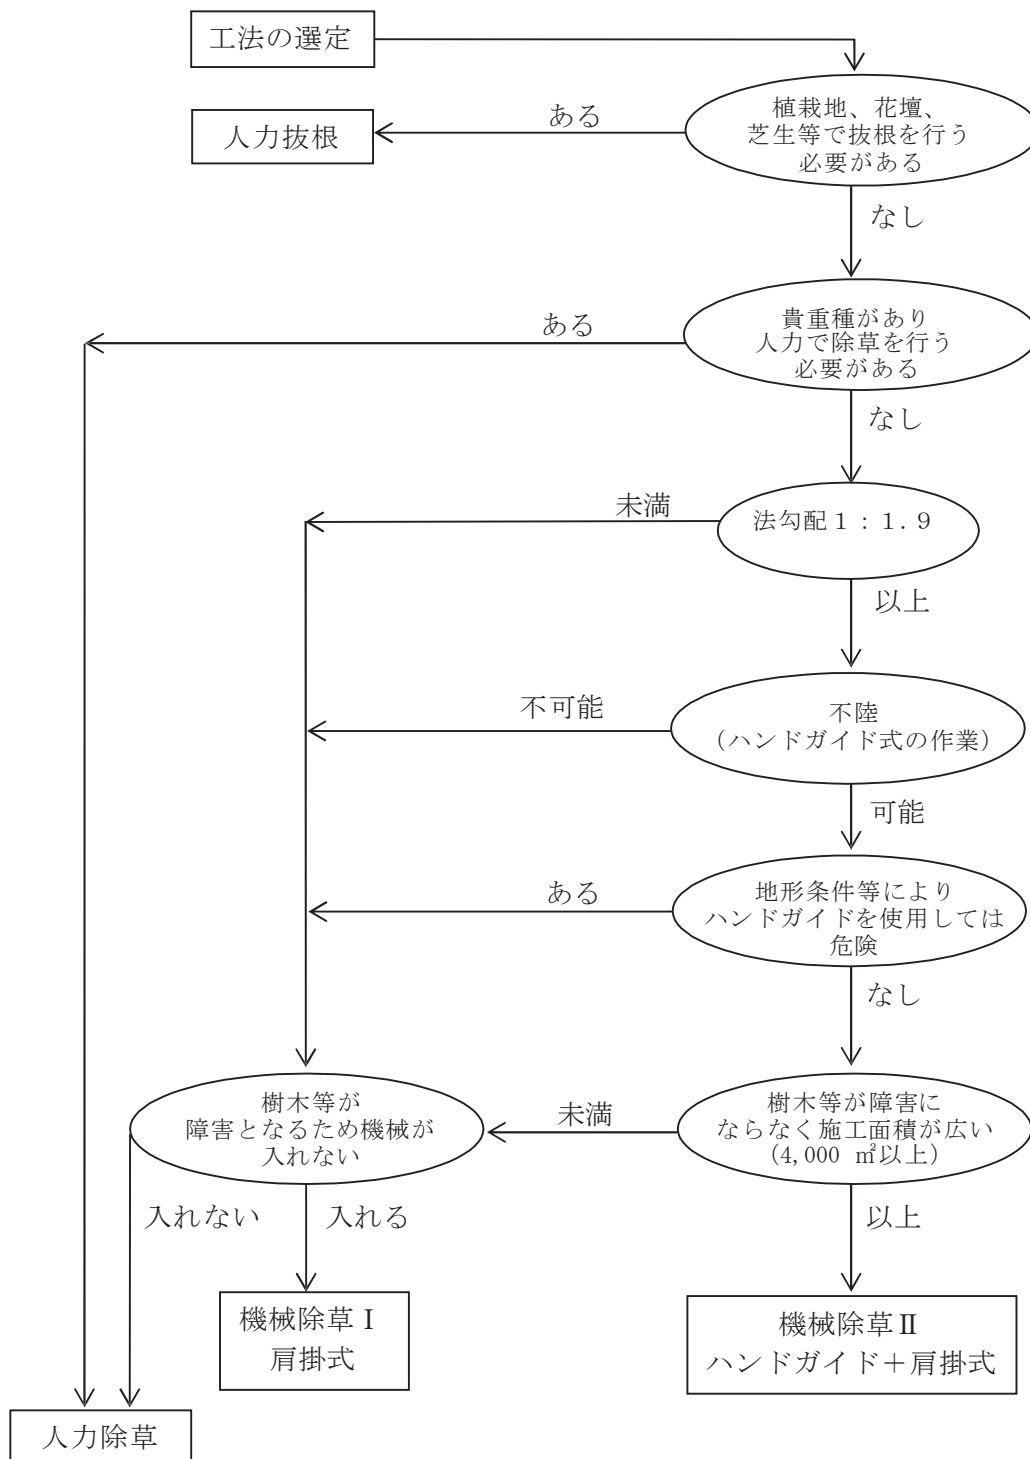 工法の選定
植栽地、花壇、
芝生等で抜根を行う
必要がある
ある
人力抜根
なし
貴重種があり
人力で除草を行う
必要がある
ある
なし
法勾配１：１.９
未満
以上
不陸
（ハンドガイド式の作業）
不可能
可能
地形条件等により
ハンドガイドを使用しては
危険
ある
なし
樹木等が
障害となるため機械が
入れない
未満
樹木等が障害に
ならなく施工面積が広い
（4,000 ㎡以上）
入れない
入れる
以上
機械除草Ⅰ
肩掛式
機械除草Ⅱ
ハンドガイド＋肩掛式
人力除草